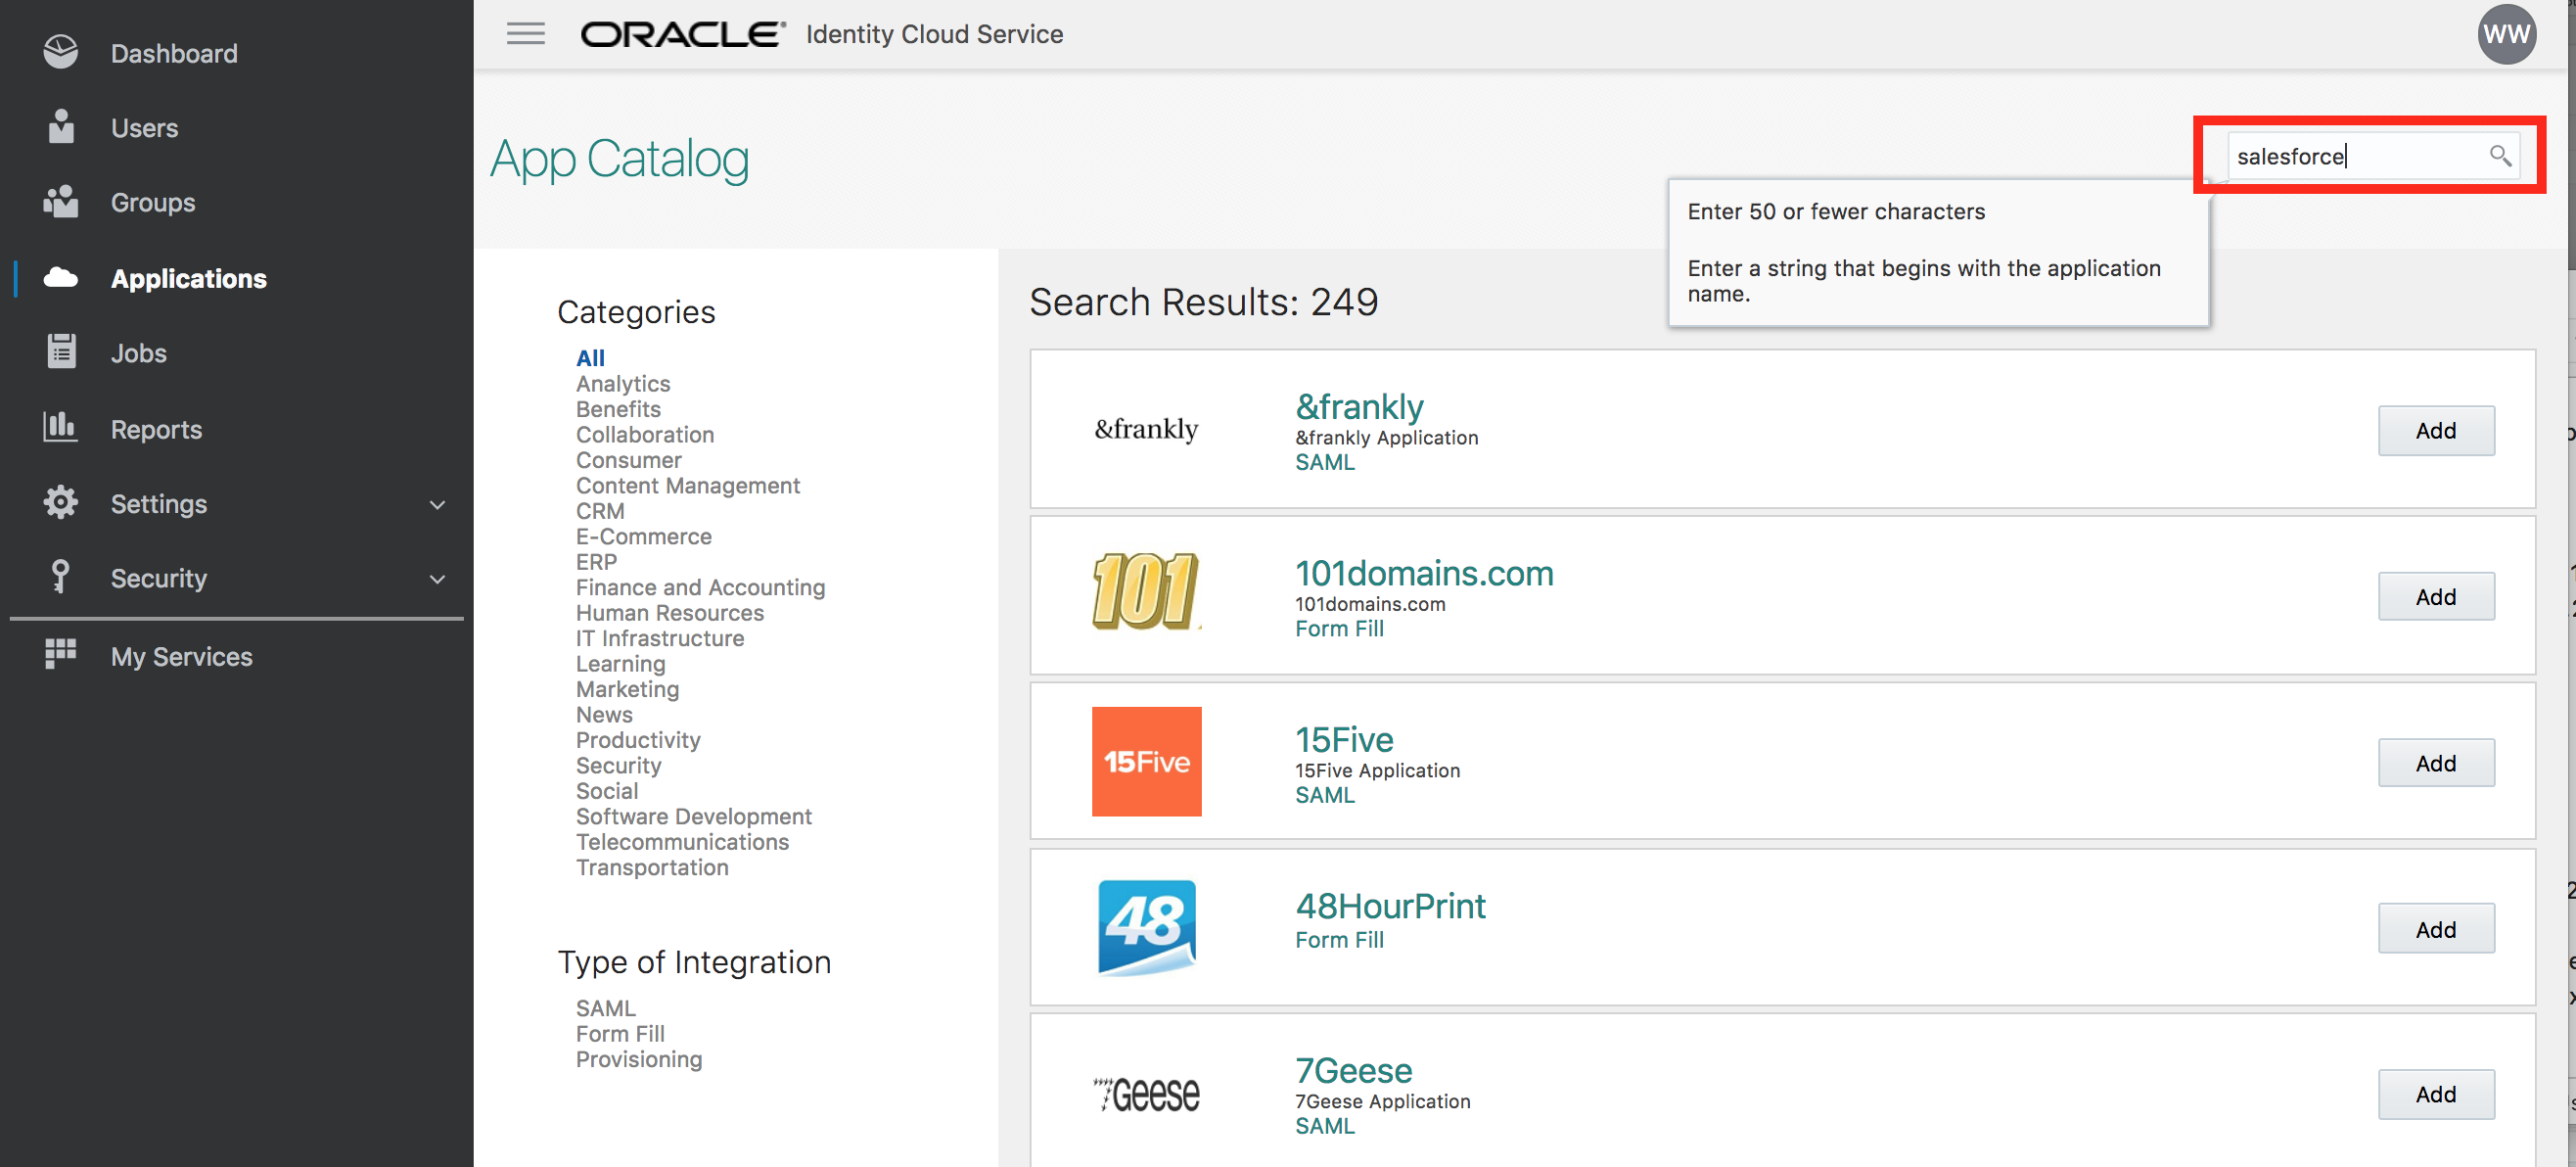 Dashboard
Users
Groups
Applications
Jobs
Reports
Settings
Security
My Services
ORACLE Identity Cloud Service
WW
App Catalog
salesforce
Enter 50 or fewer characters
Enter a string that begins with the application
name.
Categories
All
Analytics
Benefits
Collaboration
Consumer
Content Management
CRM
E-Commerce
ERP
Finance and Accounting
Human Resources
IT Infrastructure
Learning
Marketing
News
Productivity
Security
Social
Software Development
Telecommunications
Transportation
Type of Integration
SAML
Form Fill
Provisioning
Search Results: 249
&frankly
&frankly
&frankly Application
SAML
Add
101
101domains.com
101domains.com
Form Fill
Add
15Five
15Five
15Five Application
SAML
Add
48
48HourPrint
Form Fill
Add
7Geese
7Geese
7Geese Application
SAML
Add